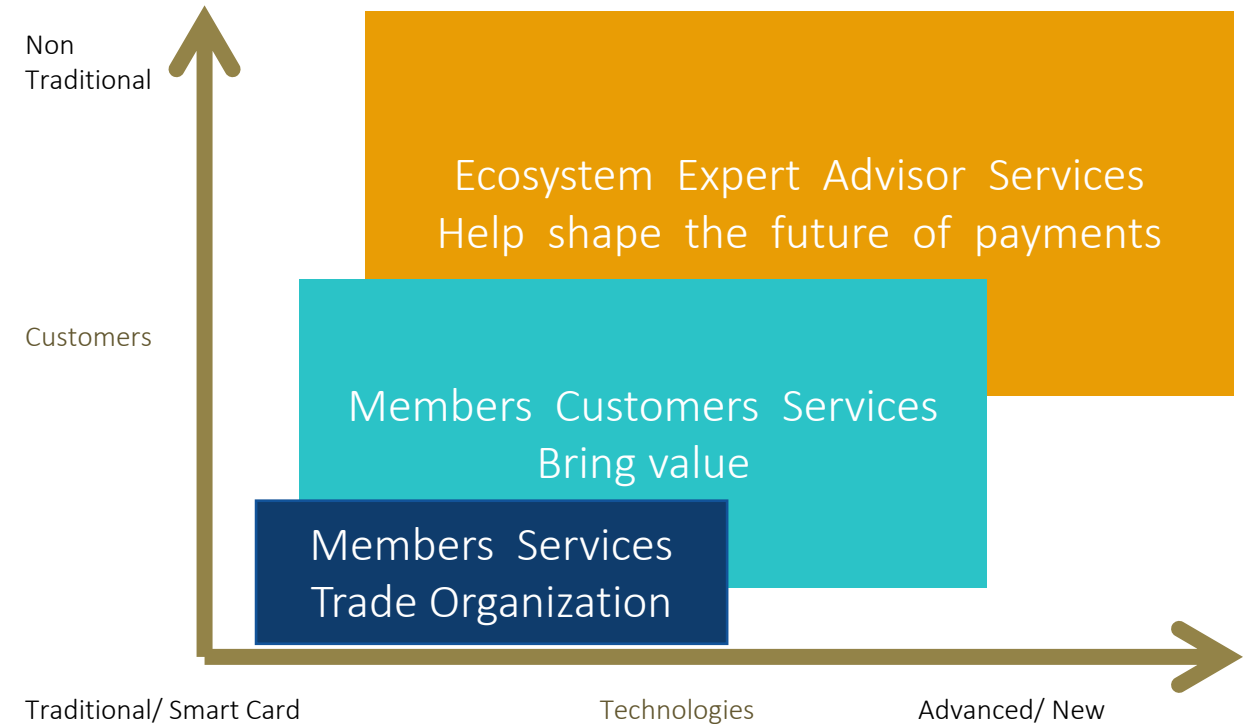 Non
Traditional
Ecosystem Expert Advisor Services
Help shape the future of payments
Customers
Members Customers Services
Bring value
Members Services
Trade Organization
Traditional/ Smart Card
Technologies
Advanced/ New